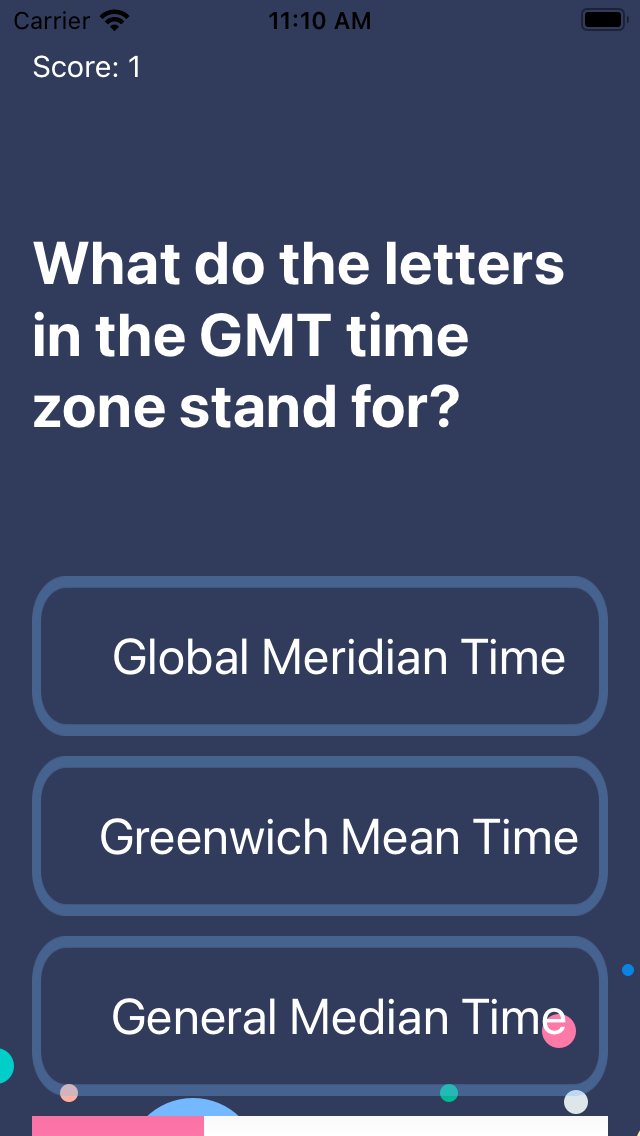 Carrier 11:10 AM
Score: 1
What do the letters
in the GMT time
zone stand for?
Global Meridian Time
Greenwich Mean Time
General Median Time